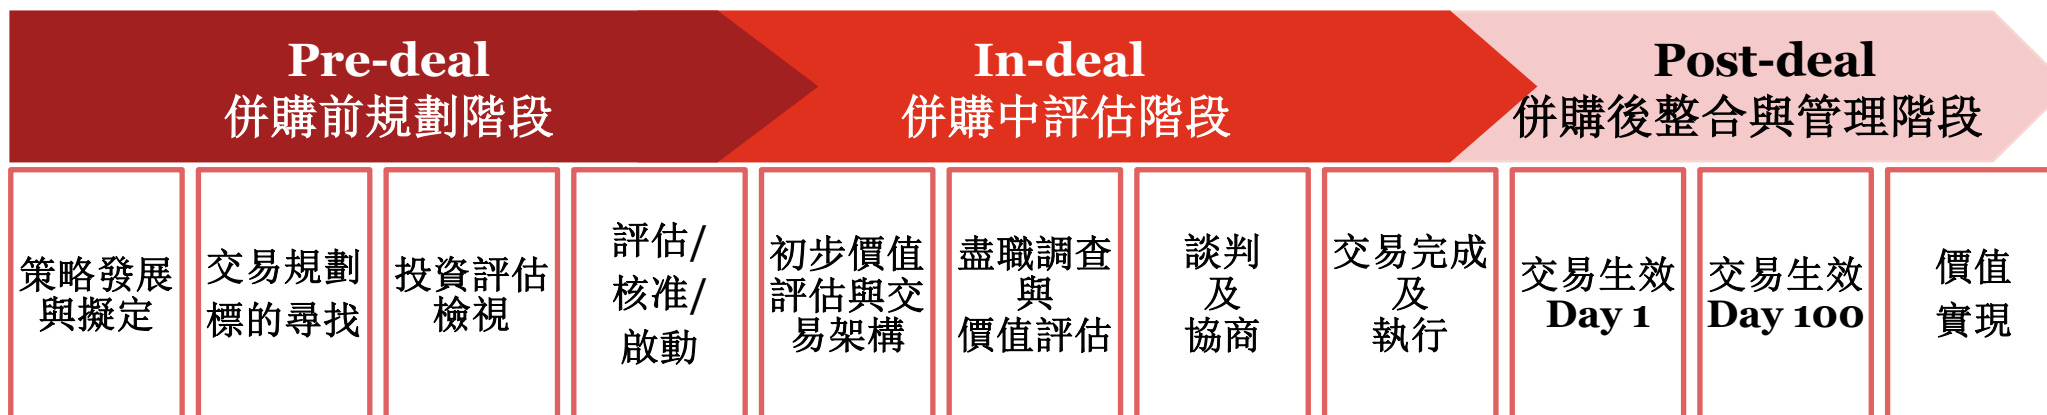 Pre-deal
併購前規劃階段
In-deal
併購中評估階段
Post-deal
併購後整合與管理階段
策略發展
與擬定
交易規劃
標的尋找
投資評估
檢視
評估/
核准/
啟動
初步價值
評估與交
易架構
盡職調查
與
價值評估
談判
及
協商
交易完成
及
執行
交易生效
Day 1
交易生效
Day 100
價值
實現